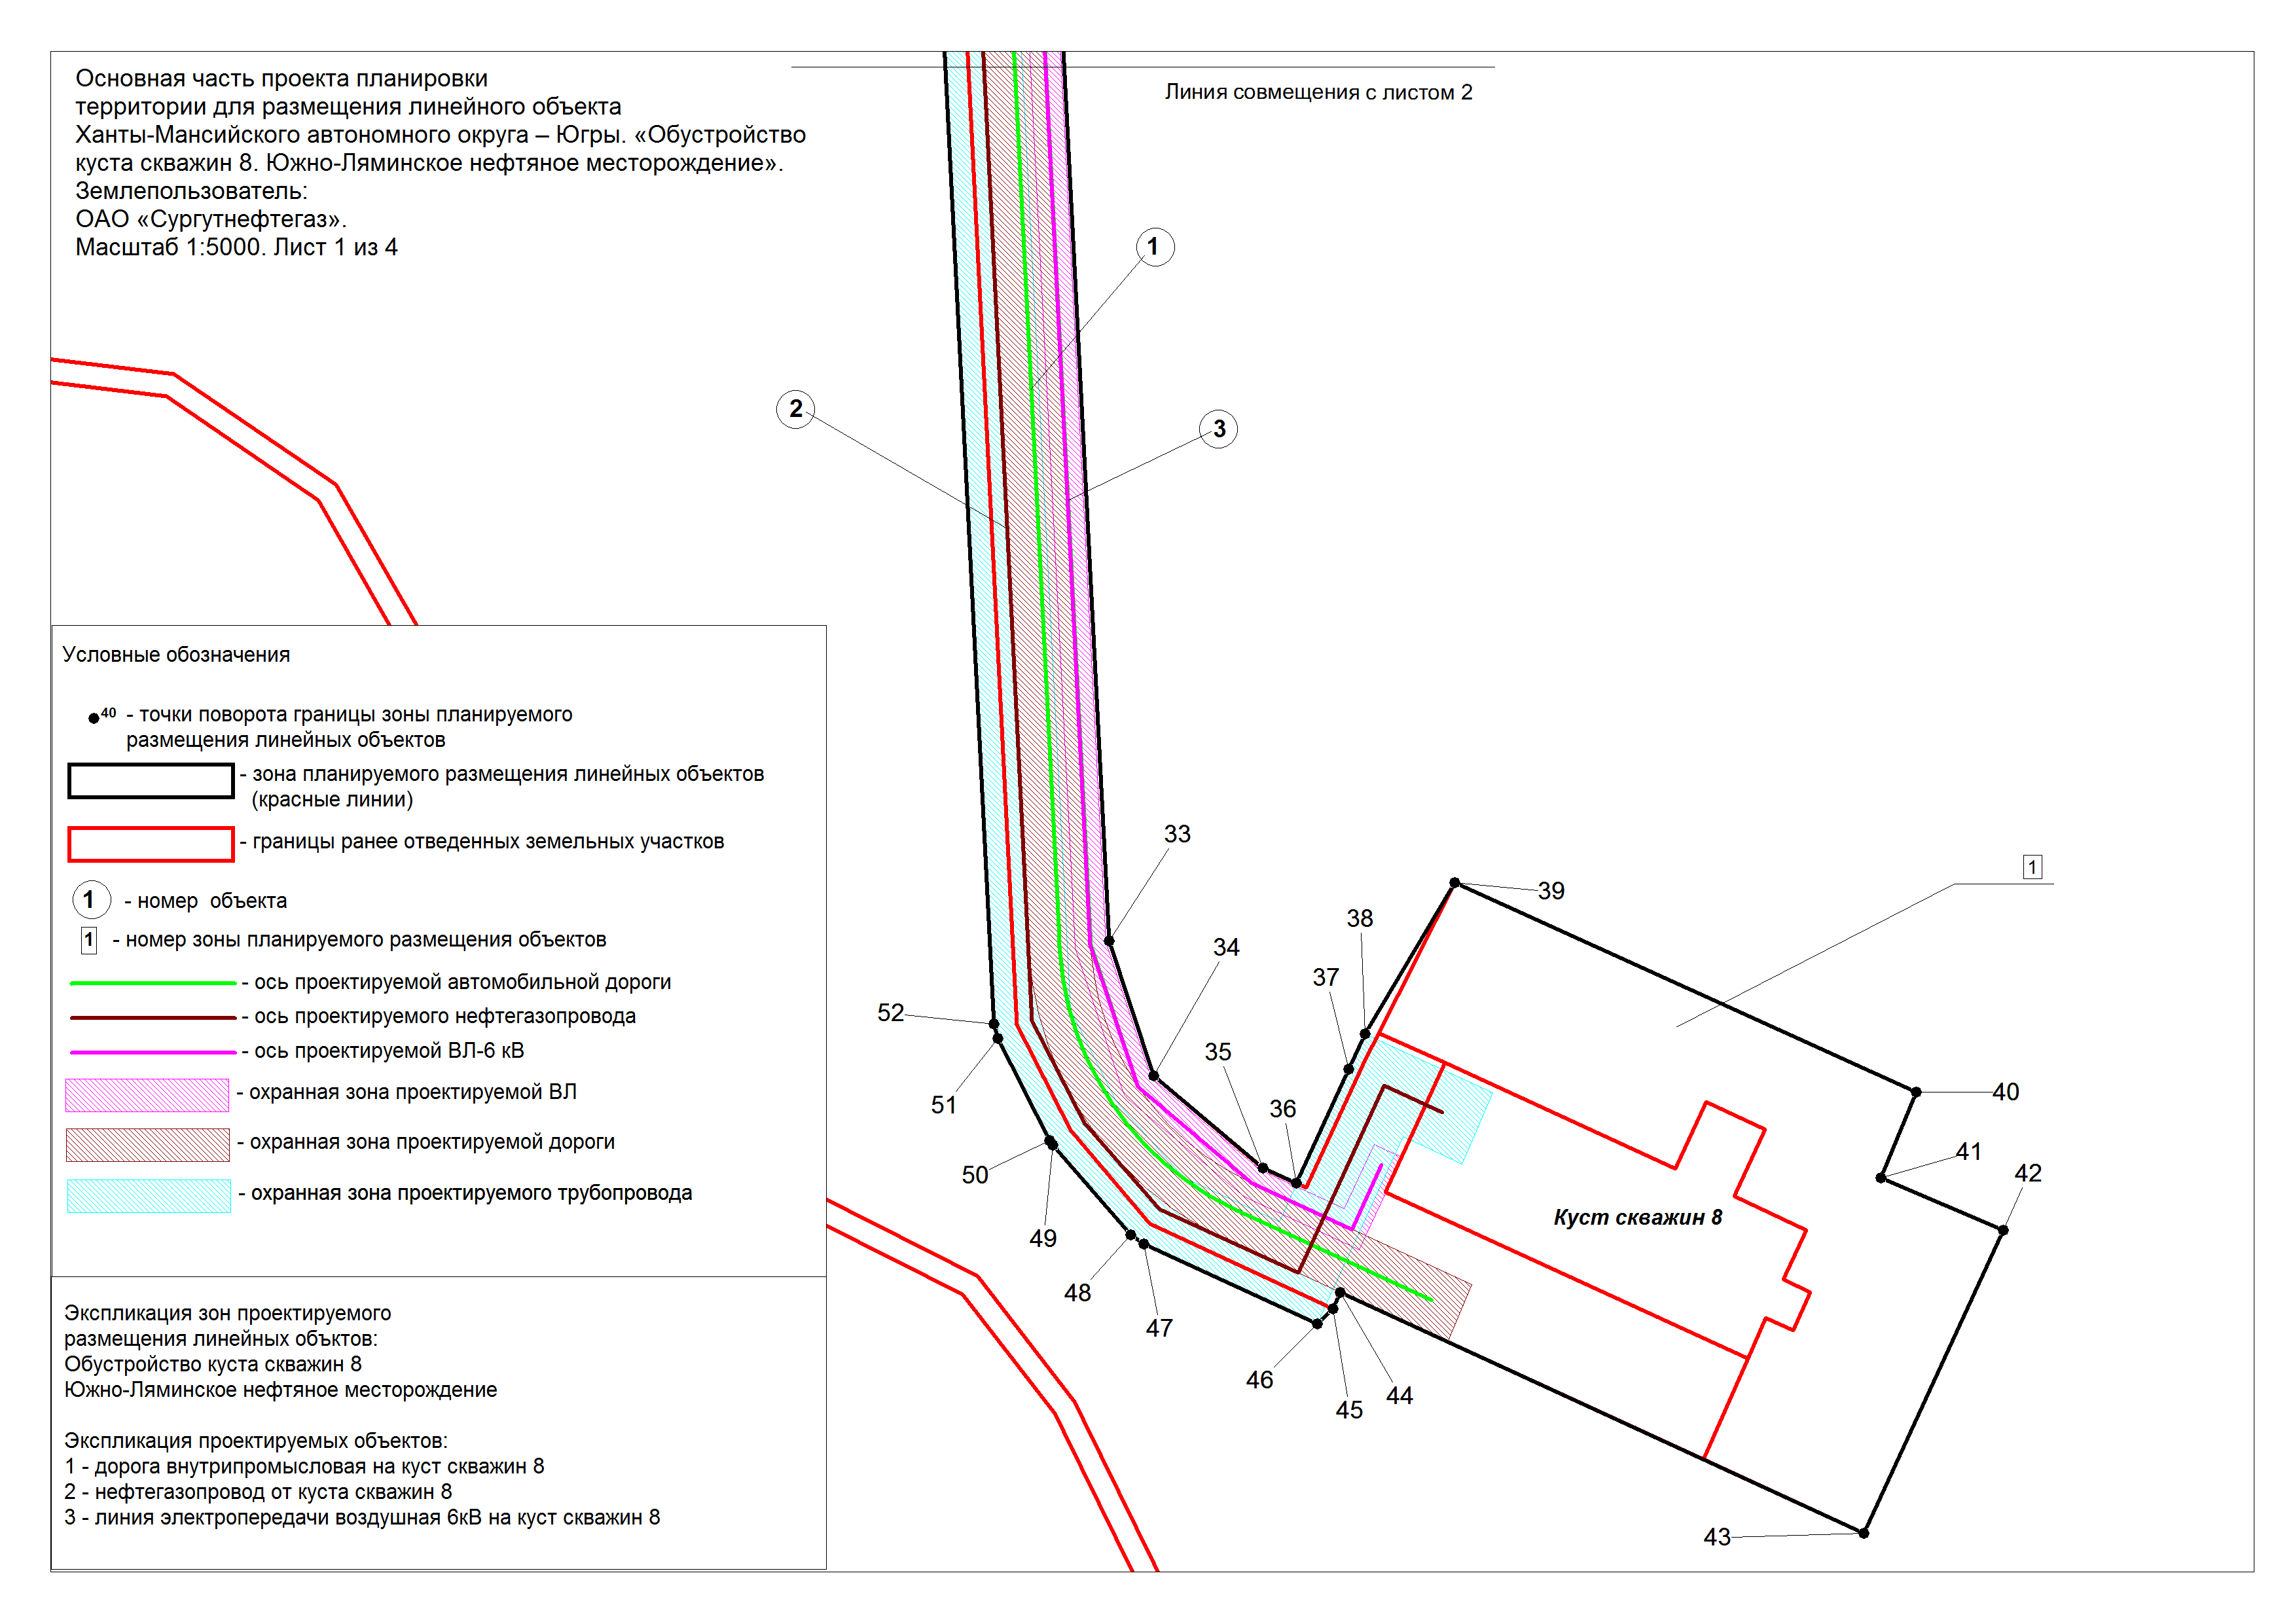 Основная часть проекта планировки
территории для размещения линейного объекта
Ханты-Мансийского автономного округа – Югры. «Обустройство
куста скважин 8. Южно-Ляминское нефтяное месторождение».
Землепользователь:
ОАО «Сургутнефтегаз».
Масштаб 1:5000. Лист 1 из 4
Линия совмещения с листом 2
1
2
3
33
34
35
36
37
38
39
1
40
41
42
43
44
45
46
47
48
49
50
51
52
Куст скважин 8
Условные обозначения
40 - точки поворота границы зоны планируемого
размещения линейных объектов
- зона планируемого размещения линейных объектов
(красные линии)
- границы ранее отведенных земельных участков
1 - номер объекта
1 - номер зоны планируемого размещения объектов
- ось проектируемой автомобильной дороги
- ось проектируемого нефтегазопровода
- ось проектируемой ВЛ-6 кВ
- охранная зона проектируемой ВЛ
- охранная зона проектируемой дороги
- охранная зона проектируемого трубопровода
Экспликация зон проектируемого
размещения линейных объктов:
Обустройство куста скважин 8
Южно-Ляминское нефтяное месторождение
Экспликация проектируемых объектов:
1 - дорога внутрипромысловая на куст скважин 8
2 - нефтегазопровод от куста скважин 8
3 - линия электропередачи воздушная 6кВ на куст скважин 8